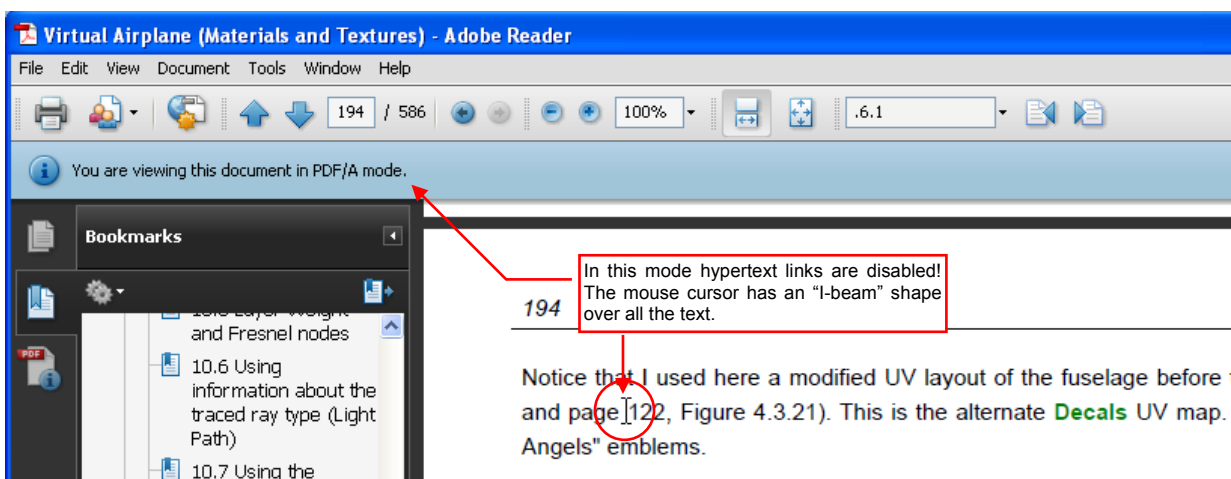 Virtual Airplane (Materials and Textures) - Adobe Reader
File Edit View Document Tools Window Help
194 / 586 100% .6.1
You are viewing this document in PDF/A mode.
Bookmarks
In this mode hypertext links are disabled!
The mouse cursor has an “I-beam” shape
over all the text.
194
and Fresnel nodes
10.6 Using
information about the
traced ray type (Light
Path)
10.7 Using the
PDF
Notice that I used here a modified UV layout of the fuselage before
and page 122, Figure 4.3.21). This is the alternate Decals UV map.
Angels" emblems.